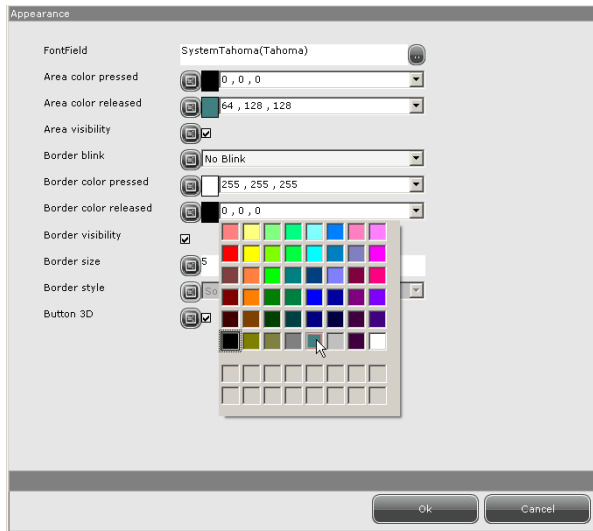 Appearance
FontField SystemTahoma(Tahoma) ..
Area color pressed 0 , 0 , 0
Area color released 64 , 128 , 128
Area visibility
Border blink No Blink
Border color pressed 255 , 255 , 255
Border color released 0 , 0 , 0
Border visibility
Border size 5
Border style So
Button 3D
Ok Cancel